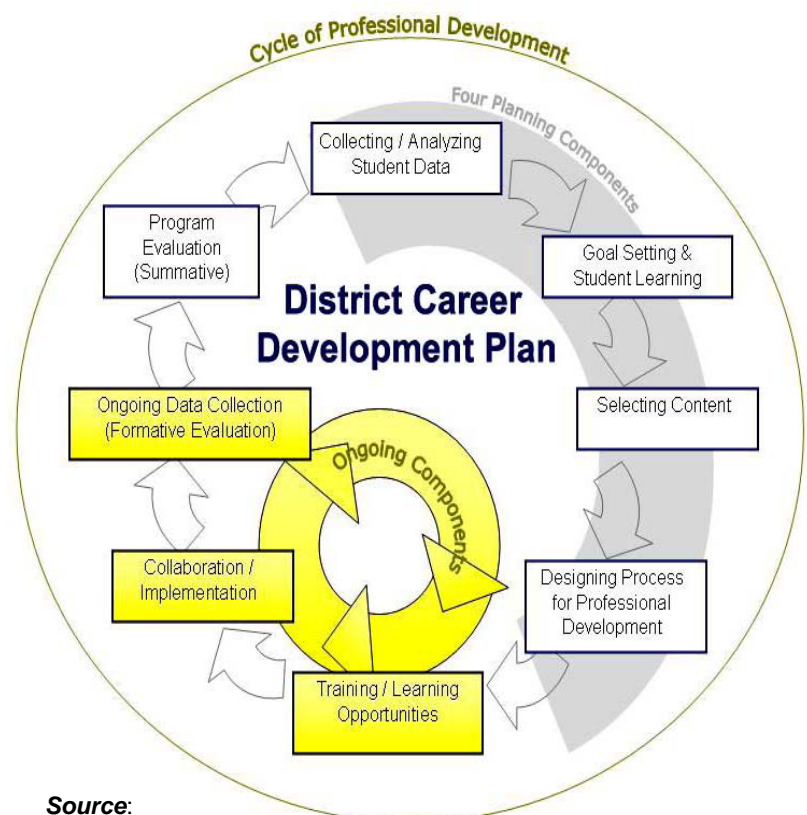 Cycle of Professional Development
Four Planning Components
Collecting / Analyzing
Student Data
Program
Evaluation
(Summative)
Goal Setting &
Student Learning
District Career
Development Plan
Ongoing Data Collection
(Formative Evaluation)
Selecting Content
Ongoing Components
Collaboration /
Implementation
Designing Process
for Professional
Development
Training / Learning
Opportunities
Source: